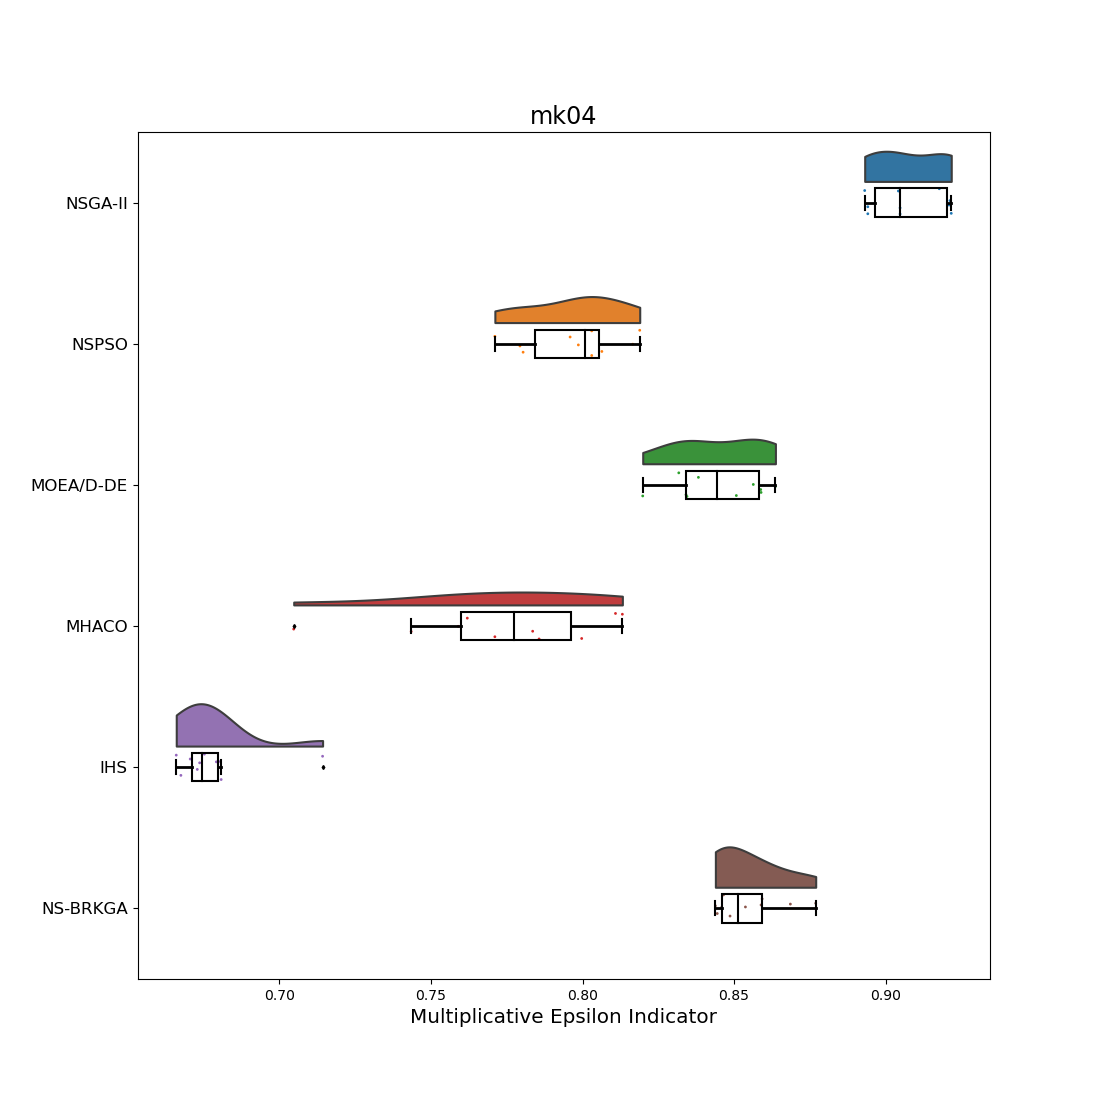 mk04
NSGA-II
NSPSO
MOEA/D-DE
MHACO
IHS
NS-BRKGA
0.70 0.75 0.80 0.85 0.90
Multiplicative Epsilon Indicator